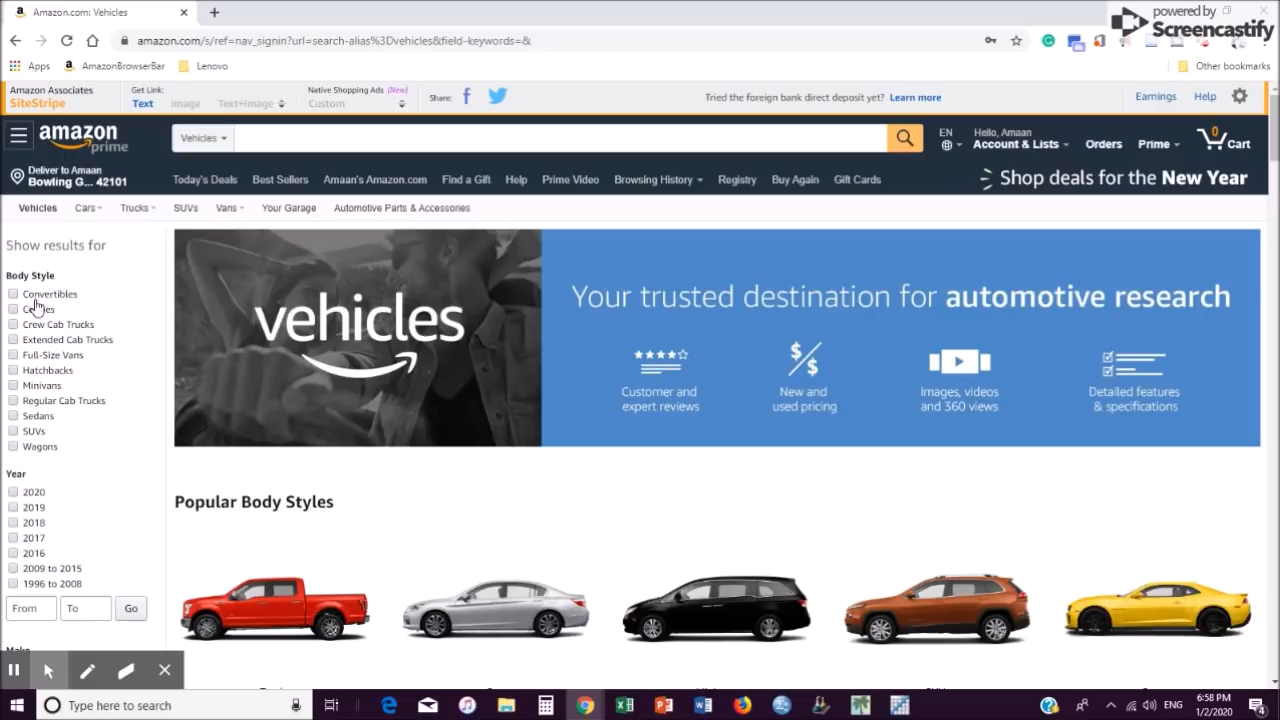 Amazon.com: Vehicles
powered by
Screencastify
amazon.com/s/ref=nav_signin?url=search-alias%3Dvehicles&field-keywords=&
Apps AmazonBrowserBar Lenovo Other bookmarks
Amazon Associates
SiteStripe
Get Link:
Text Image Text+Image
Native Shopping Ads (New)
Custom
Share:
Tried the foreign bank direct deposit yet? Learn more
Earnings Help
amazon
prime
Vehicles
EN
Hello, Amaan
Account & Lists Orders Prime 0 Cart
Deliver to Amaan
Bowling G... 42101
Today's Deals Best Sellers Amaan's Amazon.com Find a Gift Help Prime Video Browsing History Registry Buy Again Gift Cards
Shop deals for the New Year
Vehicles Cars Trucks SUVs Vans Your Garage Automotive Parts & Accessories
Show results for
Body Style
Convertibles
Crew Cab Trucks
Extended Cab Trucks
Full-Size Vans
Hatchbacks
Minivans
Regular Cab Trucks
Sedans
SUVs
Wagons
Year
2020
2019
2018
2017
2016
2009 to 2015
1996 to 2008
From To Go
vehicles
Your trusted destination for automotive research
Customer and
expert reviews
$/$
New and
used pricing
Images, videos
and 360 views
Detailed features
& specifications
Popular Body Styles
Type here to search
ENG
6:58 PM
1/2/2020
4